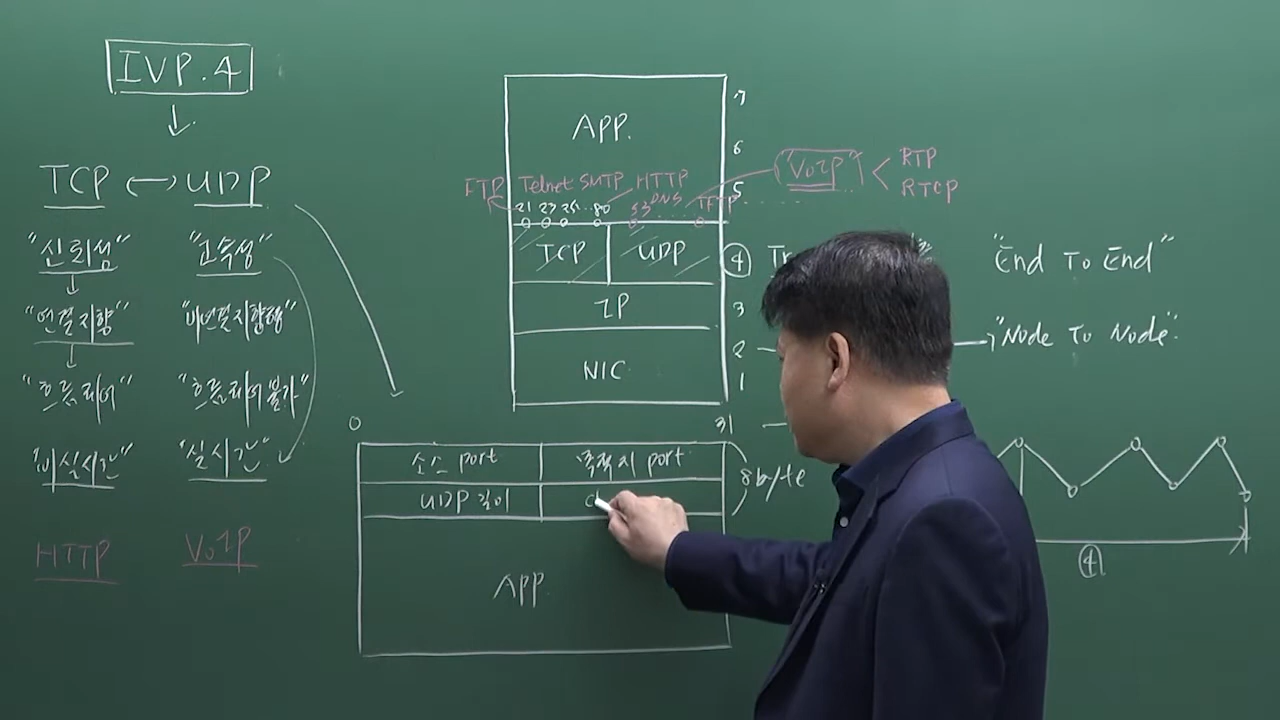 IVP.4
TCP ↔ UDP
"신뢰성" "고속성"
"연결지향" "비연결지향형"
"흐름제어" "흐름제어불가"
"비실시간" "실시간"
HTTP VoIP
APP.
7
6
5
FTP Telnet SMTP HTTP
21 23 25 ... 80 53 DNS ....
"VoIP" < RTP
RTCP
TCP UDP ④
"End To End"
IP 3
2 "Node To Node"
NIC 1
0 31
소스 port 목적지 port
UDP 길이
8byte
APP.
④